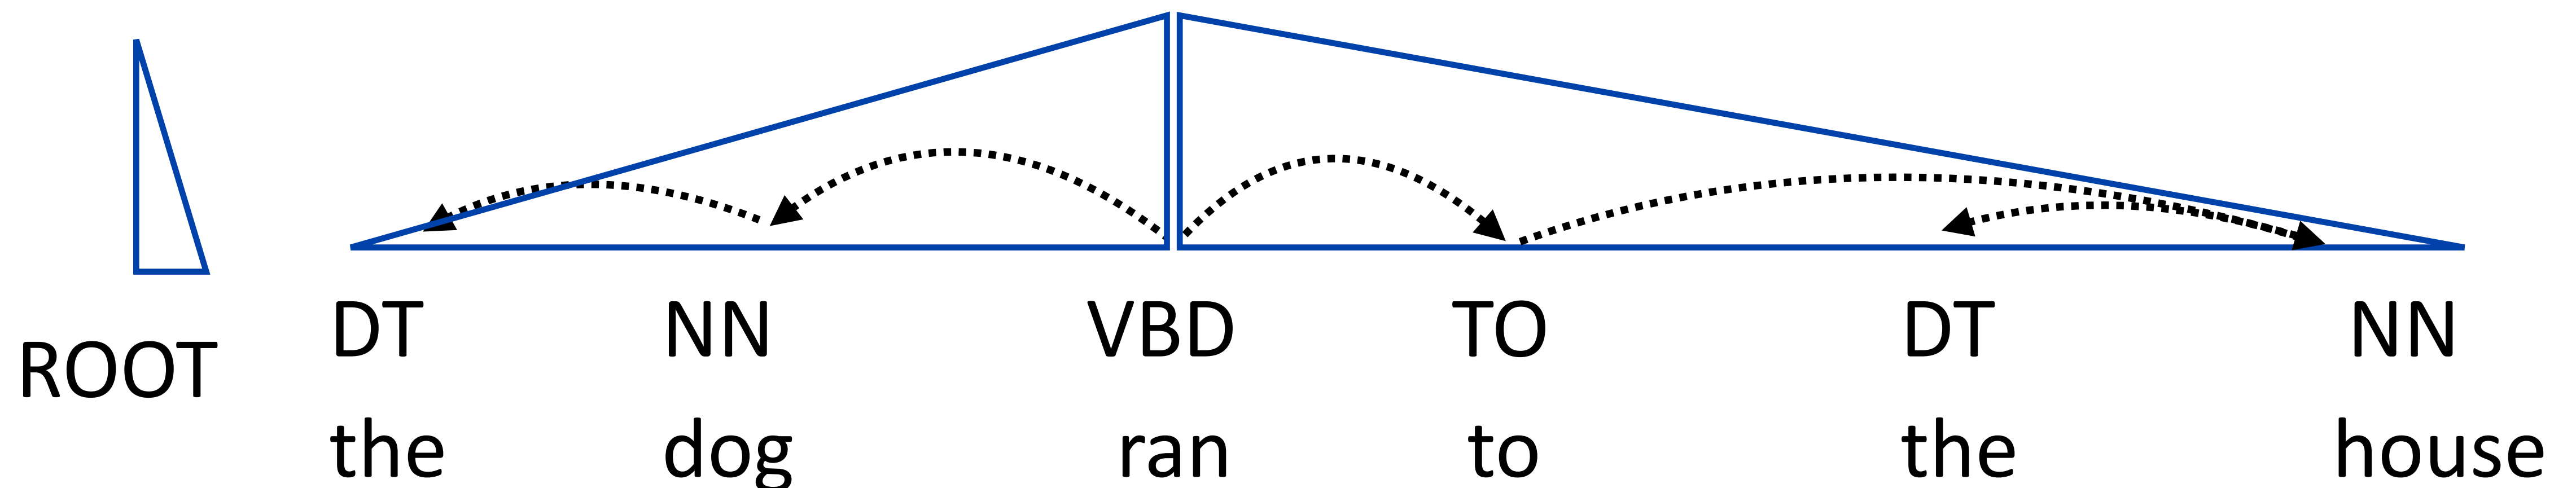 DT NN VBD TO DT NN
ROOT
the dog ran to the house